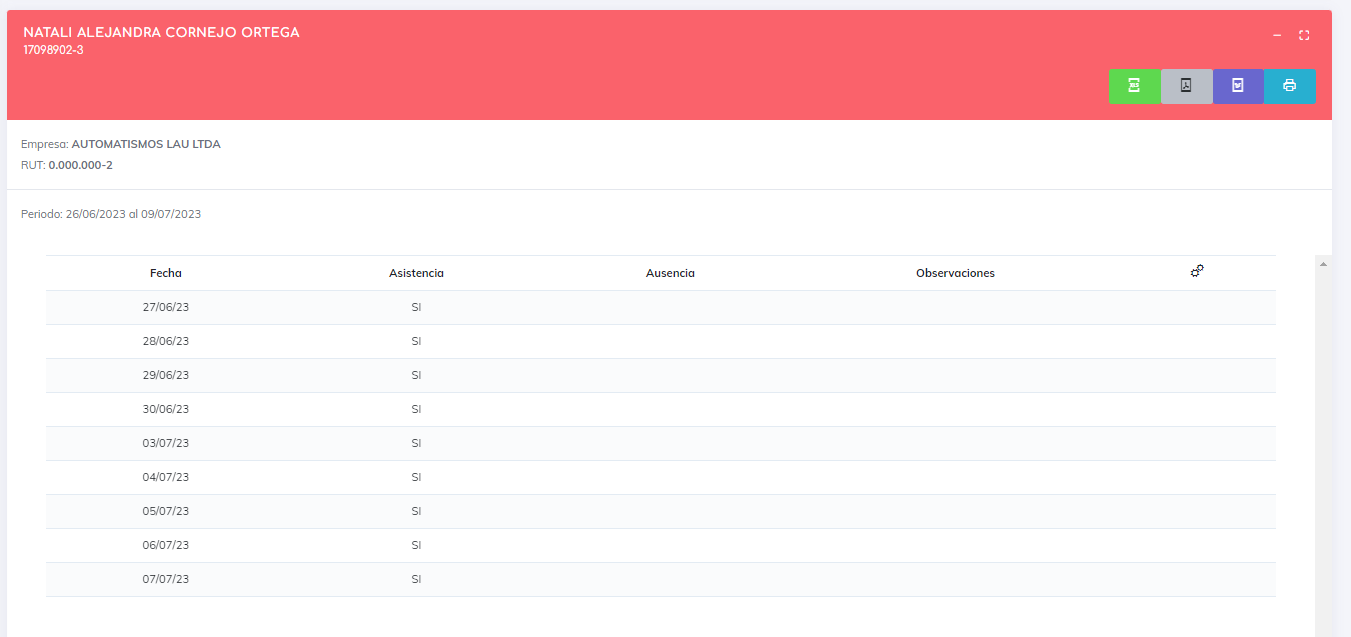 NATALI ALEJANDRA CORNEJO ORTEGA
17098902-3
Empresa: AUTOMATISMOS LAU LTDA
RUT: 0.000.000-2
Periodo: 26/06/2023 al 09/07/2023
Fecha Asistencia Ausencia Observaciones
27/06/23 SI
28/06/23 SI
29/06/23 SI
30/06/23 SI
03/07/23 SI
04/07/23 SI
05/07/23 SI
06/07/23 SI
07/07/23 SI